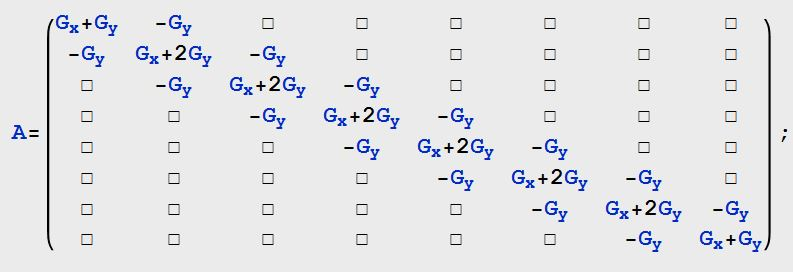 Gx+Gy -Gy □ □ □ □ □ □
-Gy Gx+2Gy -Gy □ □ □ □ □
□ -Gy Gx+2Gy -Gy □ □ □ □
□ □ -Gy Gx+2Gy -Gy □ □ □
A= ;
□ □ □ -Gy Gx+2Gy -Gy □ □
□ □ □ □ -Gy Gx+2Gy -Gy □
□ □ □ □ □ -Gy Gx+2Gy -Gy
□ □ □ □ □ □ -Gy Gx+Gy